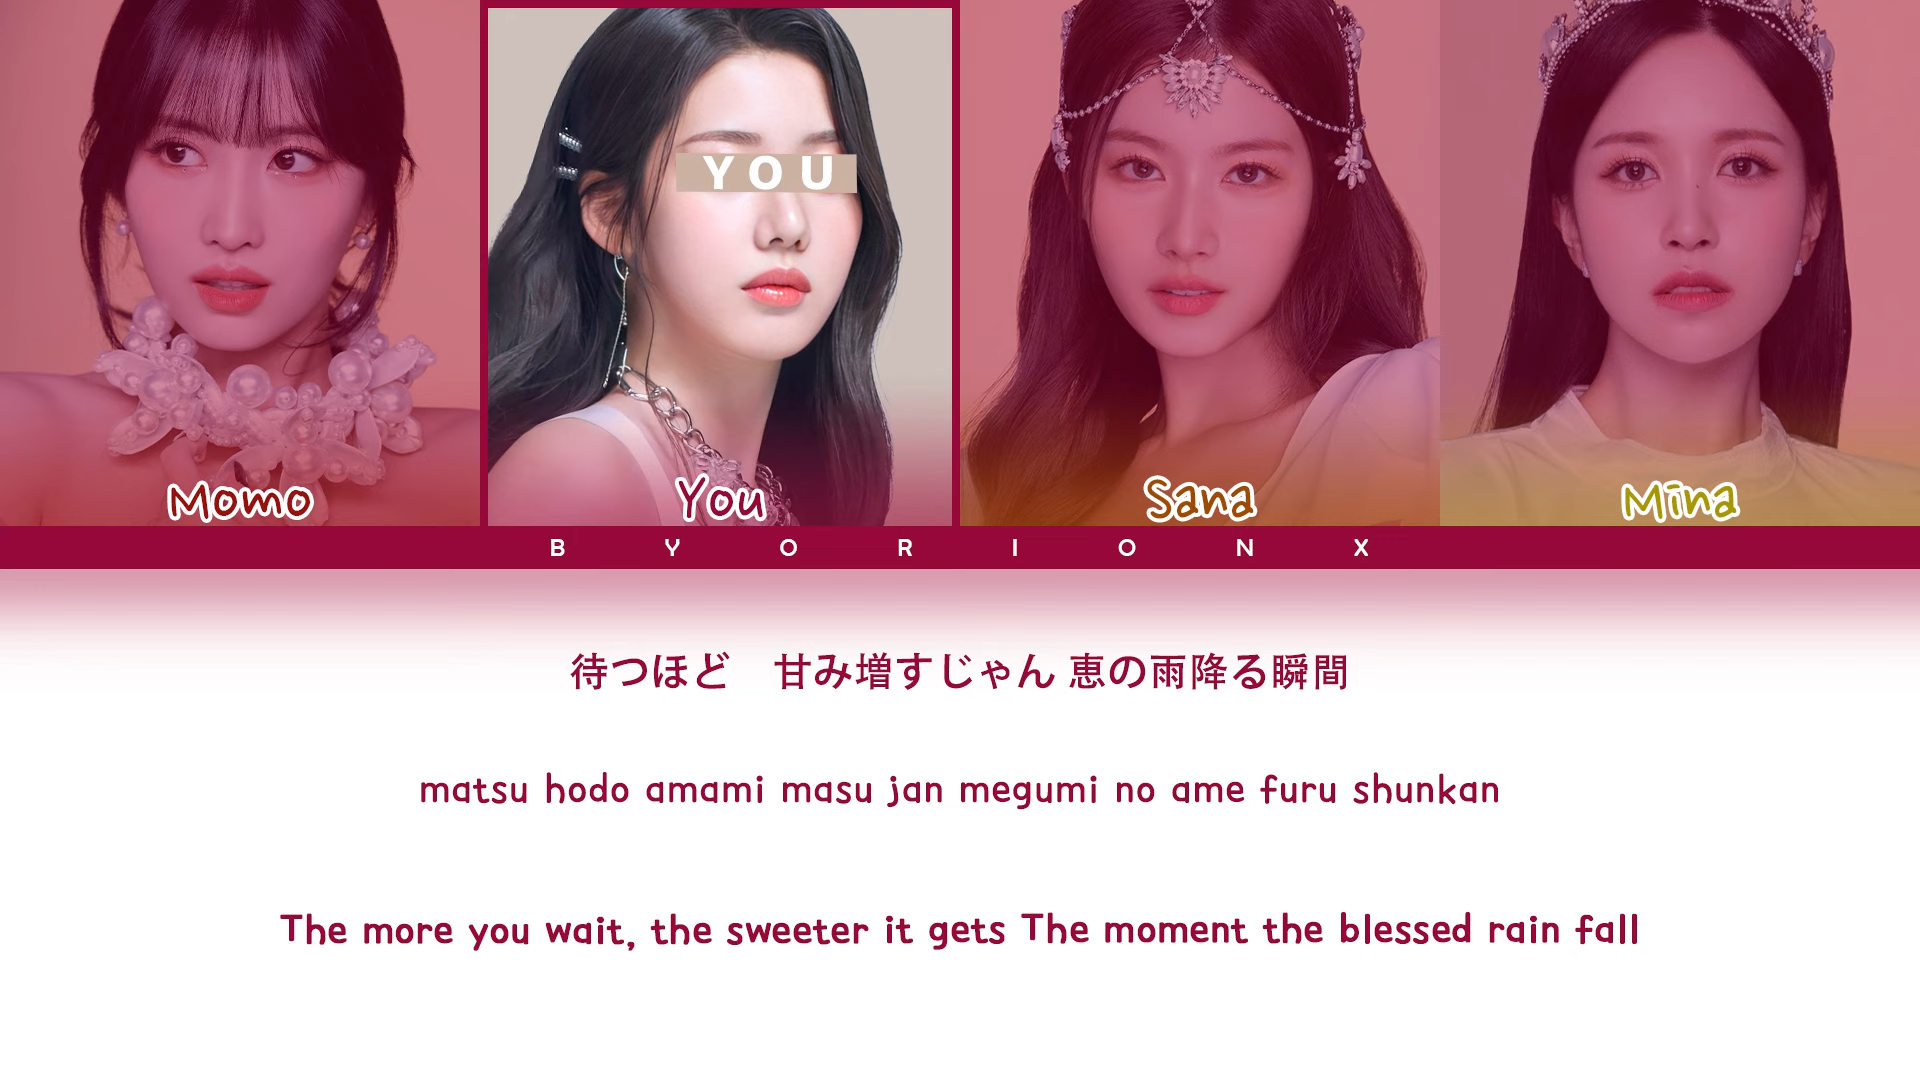 YOU
Momo
You
Sana
Mina
BYORIONX
待つほど　甘み増すじゃん 恵の雨降る瞬間
matsu hodo amami masu jan megumi no ame furu shunkan
The more you wait, the sweeter it gets The moment the blessed rain fall